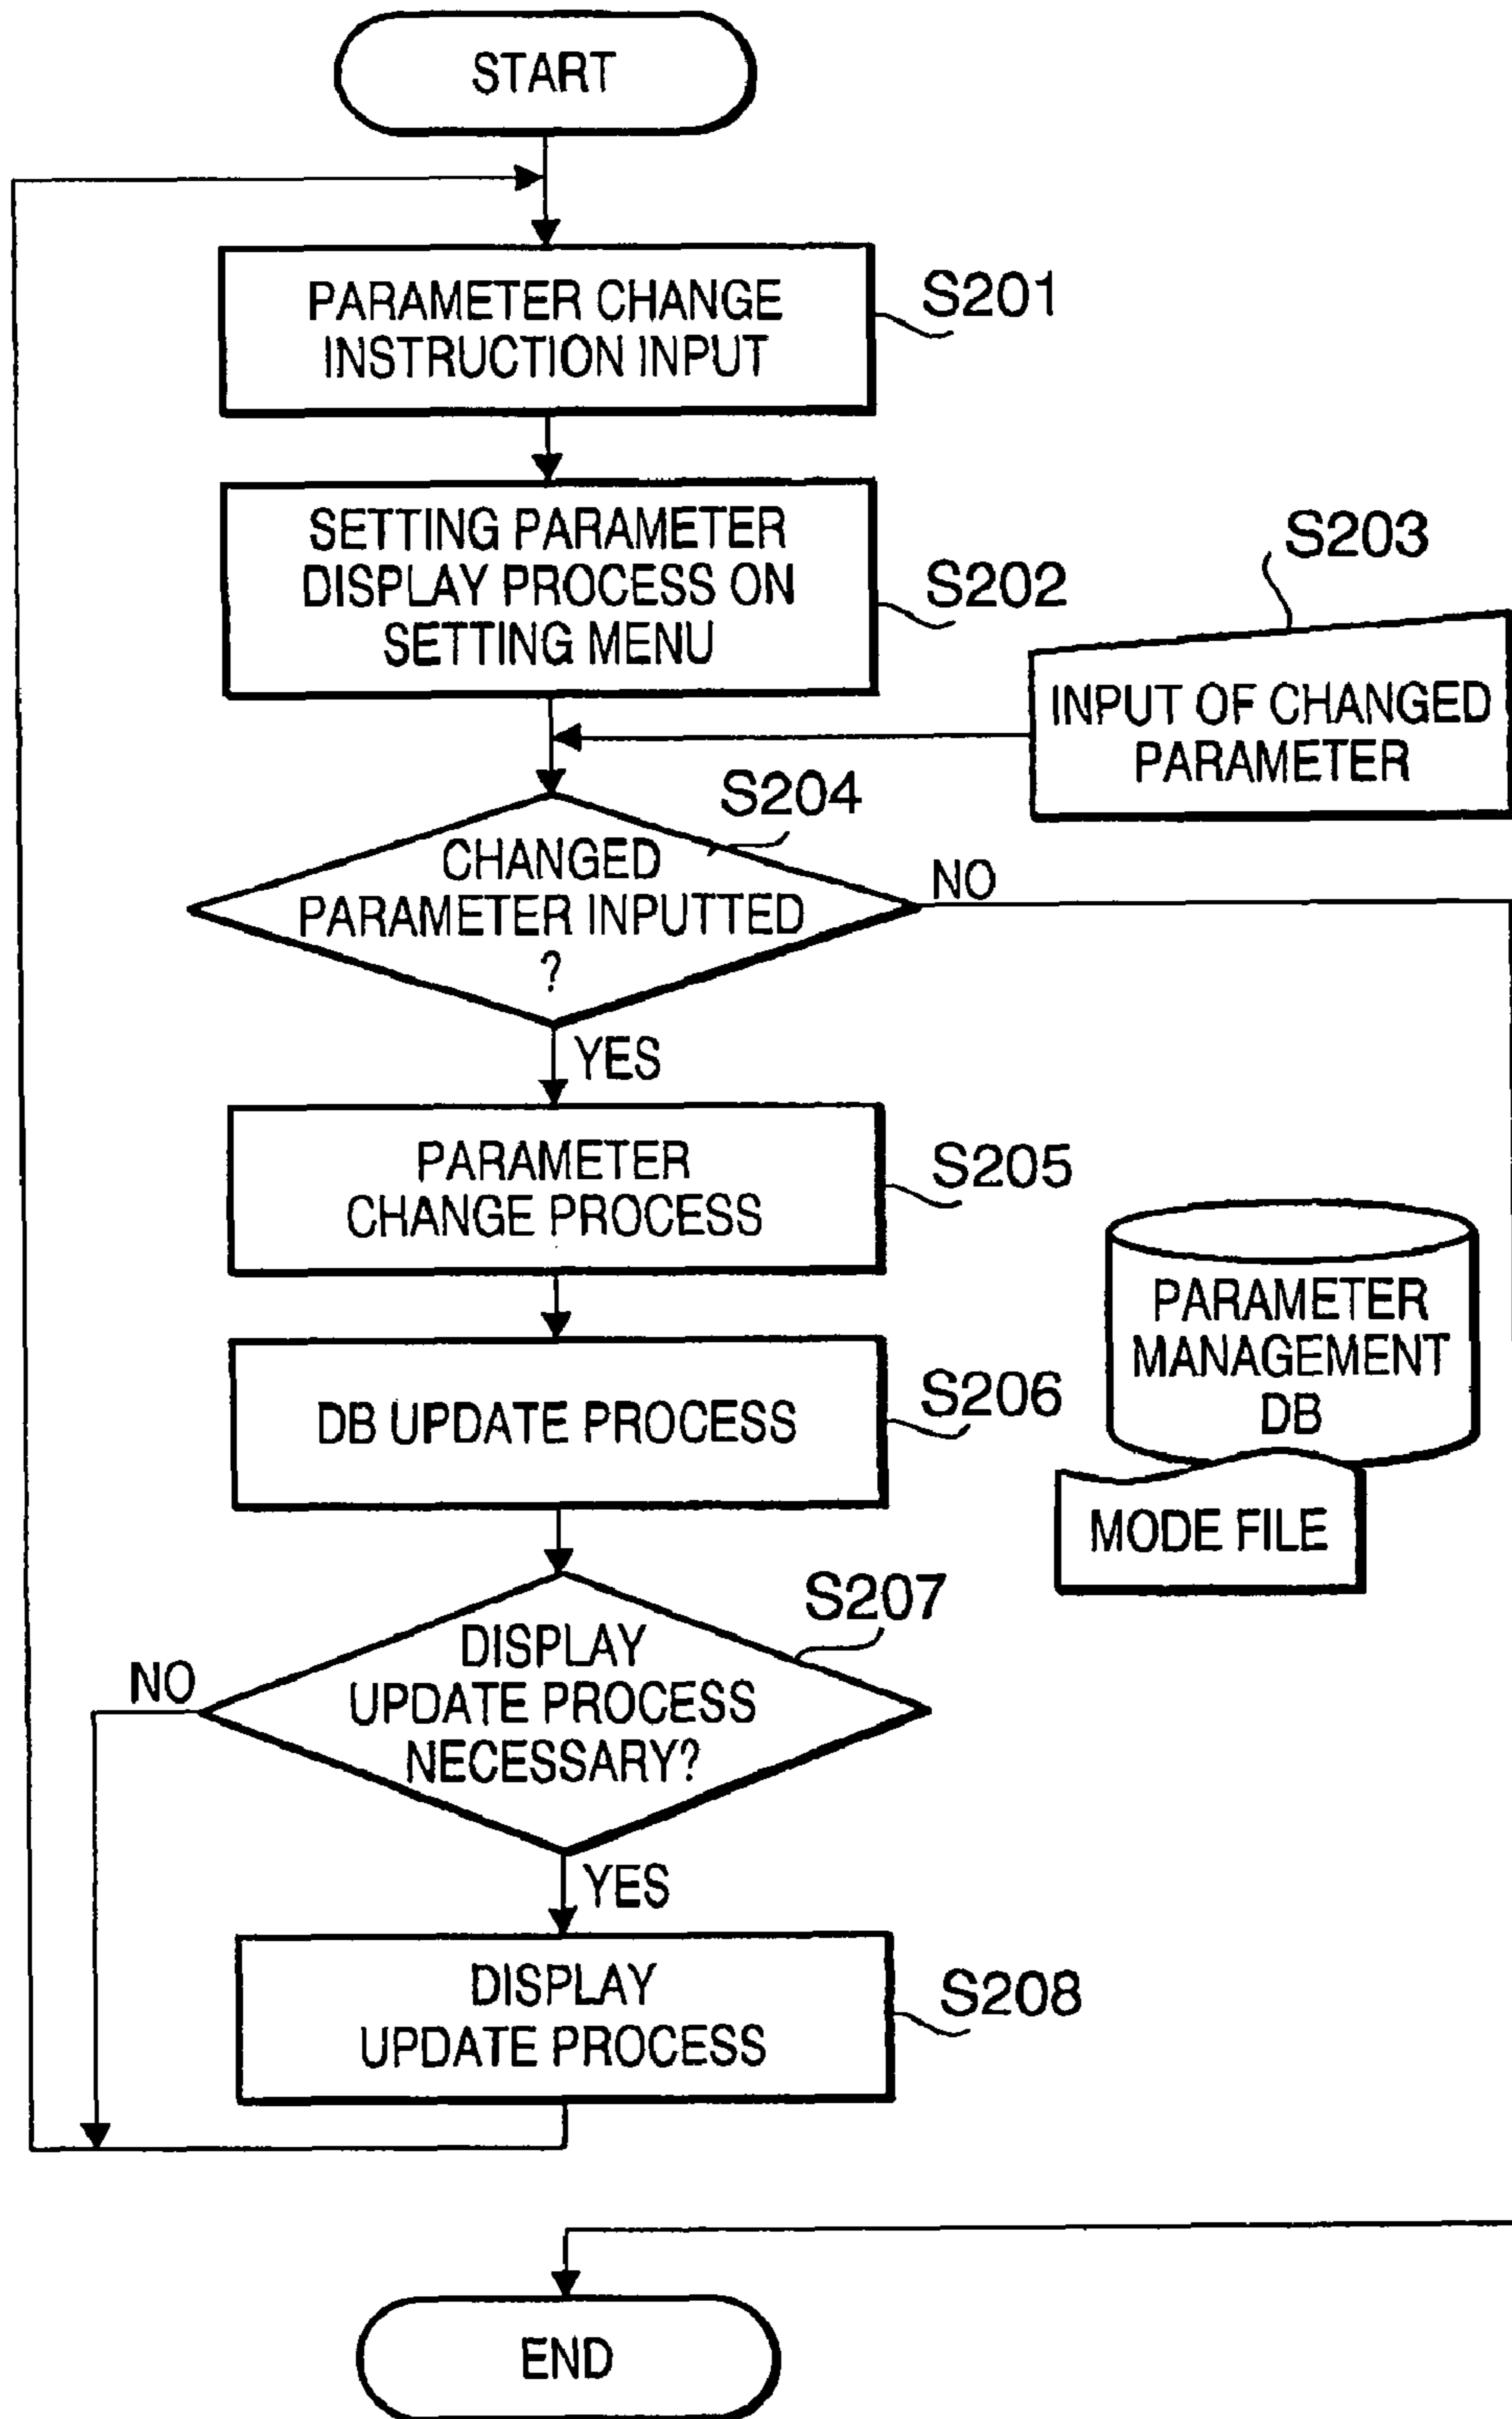 START
PARAMETER CHANGE
INSTRUCTION INPUT
S201
SETTING PARAMETER
DISPLAY PROCESS ON
SETTING MENU
S202
S203
INPUT OF CHANGED
PARAMETER
S204
CHANGED
PARAMETER INPUTTED
?
NO
YES
PARAMETER
CHANGE PROCESS
S205
PARAMETER
MANAGEMENT
DB
MODE FILE
DB UPDATE PROCESS
S206
S207
DISPLAY
UPDATE PROCESS
NECESSARY?
NO
YES
DISPLAY
UPDATE PROCESS
S208
END